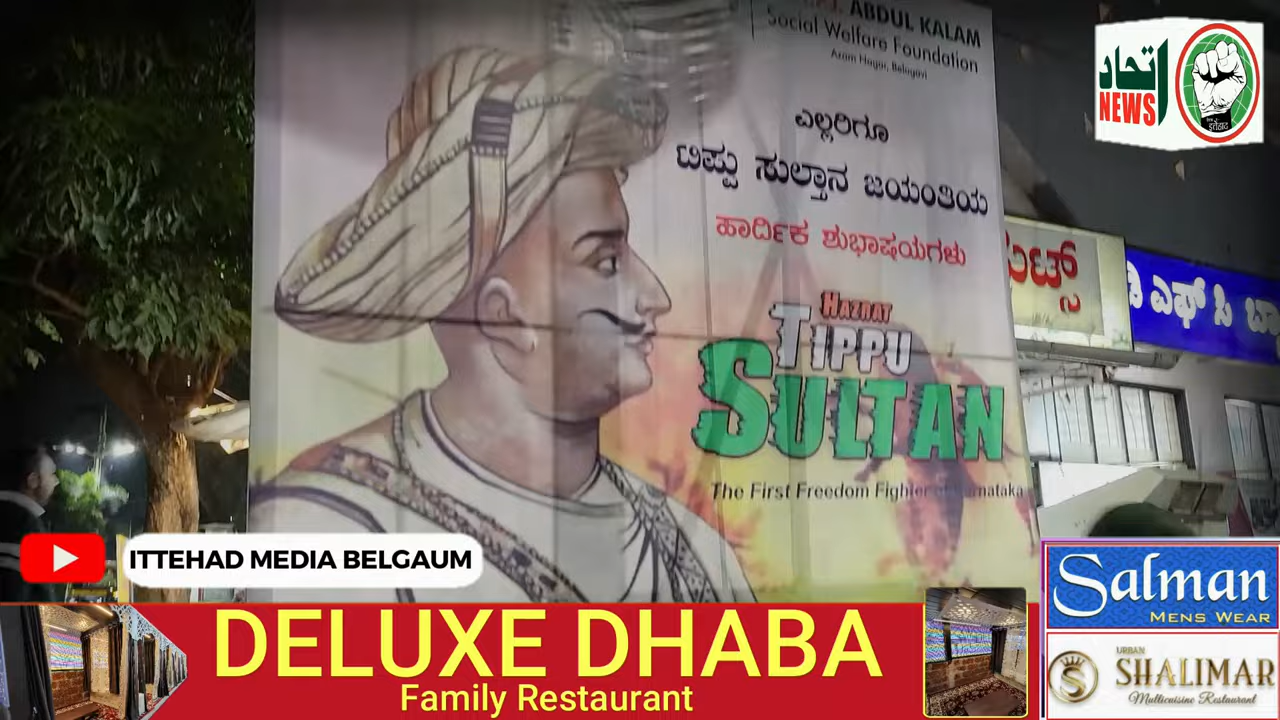 ABDUL KALAM
Social Welfare Foundation
Azam Nagar, Belagavi
ಎಲ್ಲರಿಗೂ
ಟಿಪ್ಪು ಸುಲ್ತಾನ ಜಯಂತಿಯ
ಹಾರ್ದಿಕ ಶುಭಾಷಯಗಳು
HAZRAT
TIPPU
SULTAN
The First Freedom Fighter of Karnataka
اتحاد
NEWS
ಎಫ್ ಸಿ
ITTEHAD MEDIA BELGAUM
DELUXE DHABA
Family Restaurant
Salman
MENS WEAR
URBAN
SHALIMAR
Multicuisine Restaurant